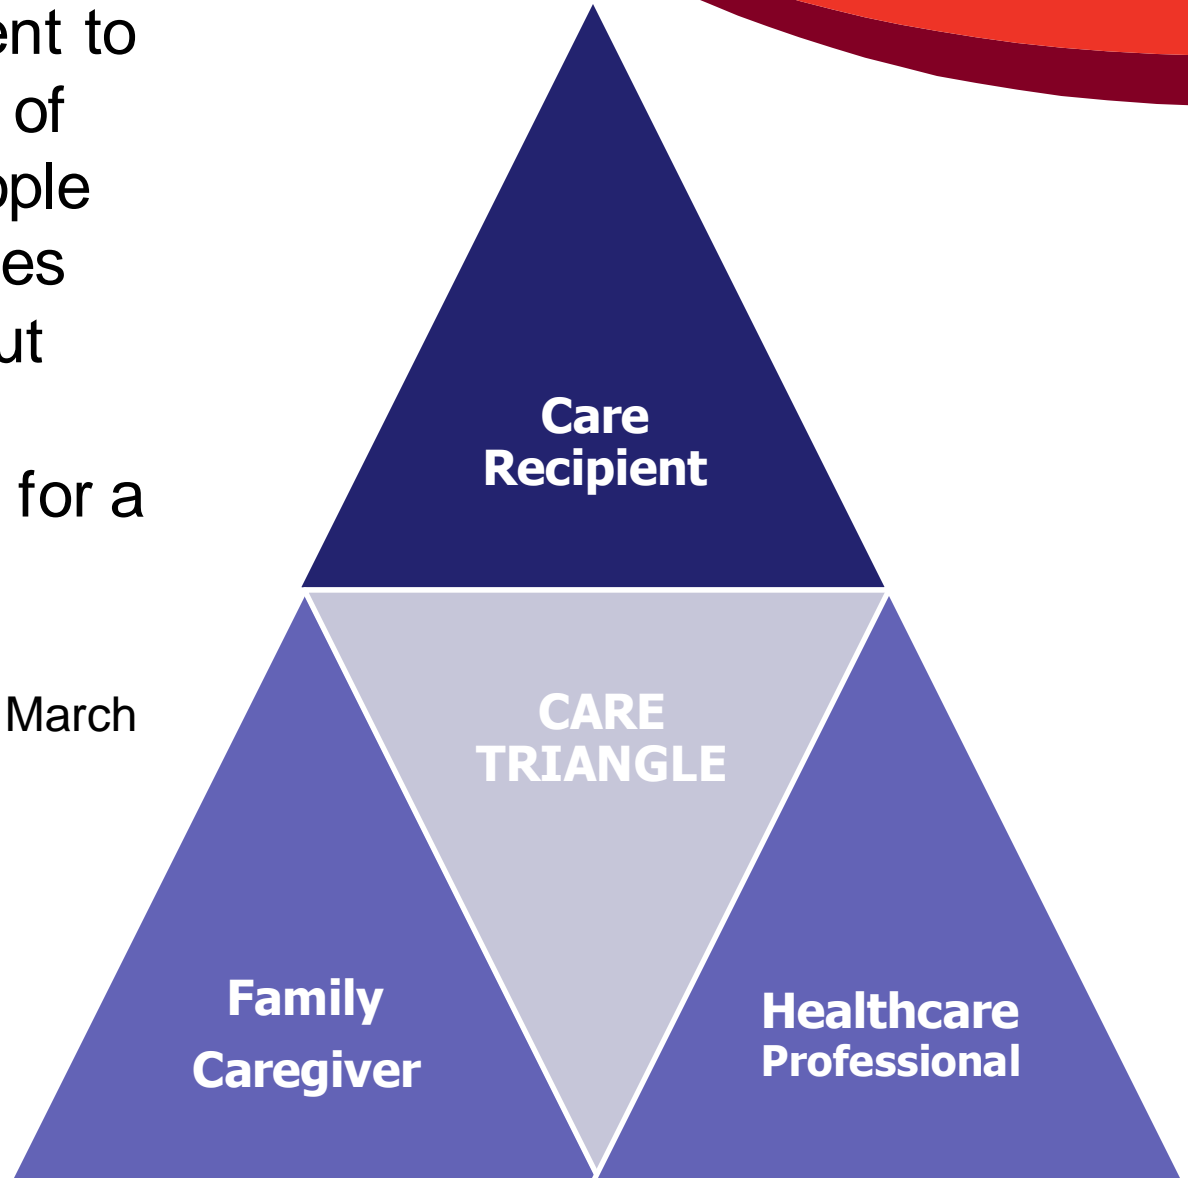 ent to
of
ople
es
ut
for a
March
Care
Recipient
CARE
TRIANGLE
Family
Caregiver
Healthcare
Professional